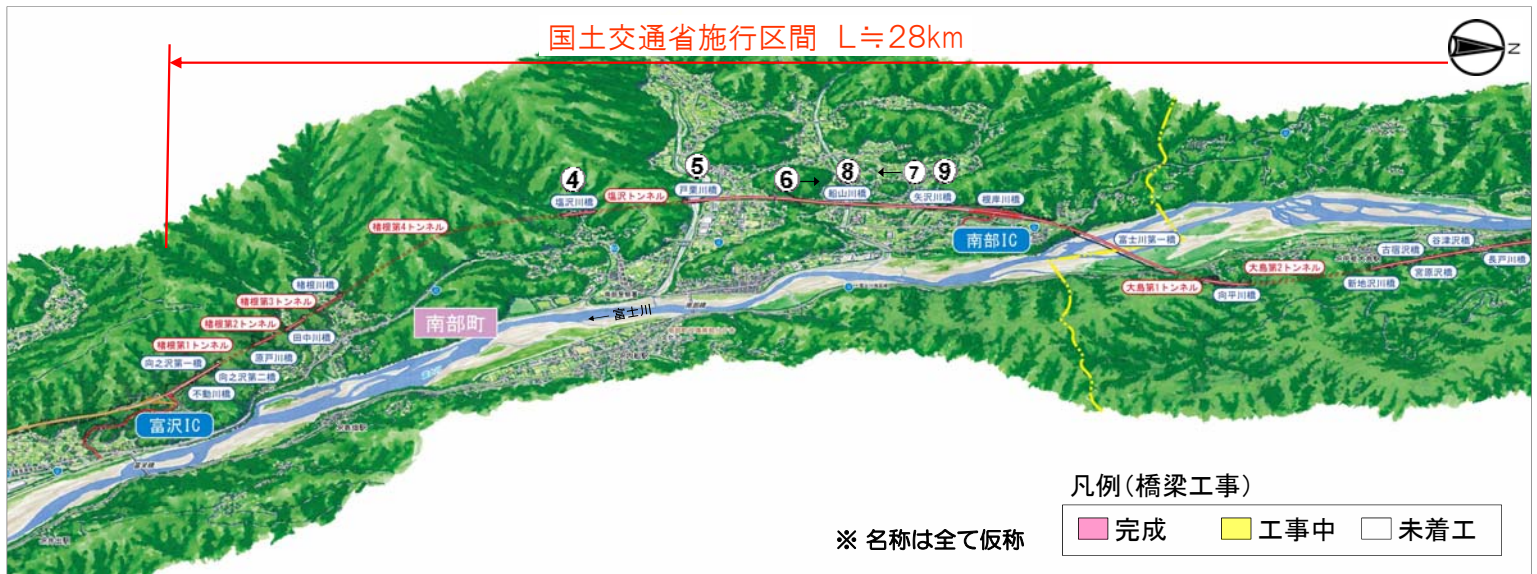 国土交通省施行区間 L≒28km
N
④
⑤
⑥→
⑧
←⑦
⑨
塩沢川橋
塩沢トンネル
戸栗川橋
船山川橋
矢沢川橋
根岸川橋
楮根第4トンネル
南部IC
富士川第一橋
古宿沢橋
谷津沢橋
長戸川橋
大島第2トンネル
宮原沢橋
新地沢川橋
大島第1トンネル
向平川橋
楮根川橋
楮根第3トンネル
南部町
←富士川
楮根第2トンネル
田中川橋
楮根第1トンネル
原戸川橋
向之沢第一橋
向之沢第二橋
不動川橋
富沢IC
凡例(橋梁工事)
完成
工事中
未着工
※ 名称は全て仮称